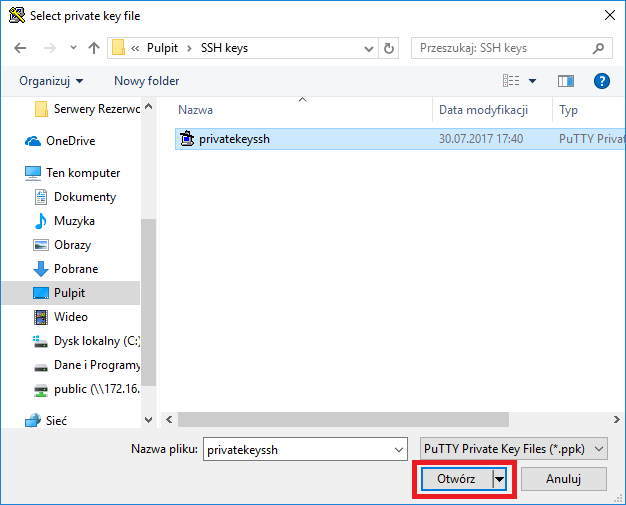 Select private key file
« Pulpit > SSH keys
Przeszukaj: SSH keys
Organizuj
Nowy folder
Serwery Rezerwo
OneDrive
Ten komputer
Dokumenty
Muzyka
Obrazy
Pobrane
Pulpit
Wideo
Dysk lokalny (C:)
Dane i Programy
public (\\172.16.
Sieć
Nazwa
Data modyfikacji
Typ
privatekeyssh
30.07.2017 17:40
PuTTY Privat
Nazwa pliku:
privatekeyssh
PuTTY Private Key Files (*.ppk)
Otwórz
Anuluj